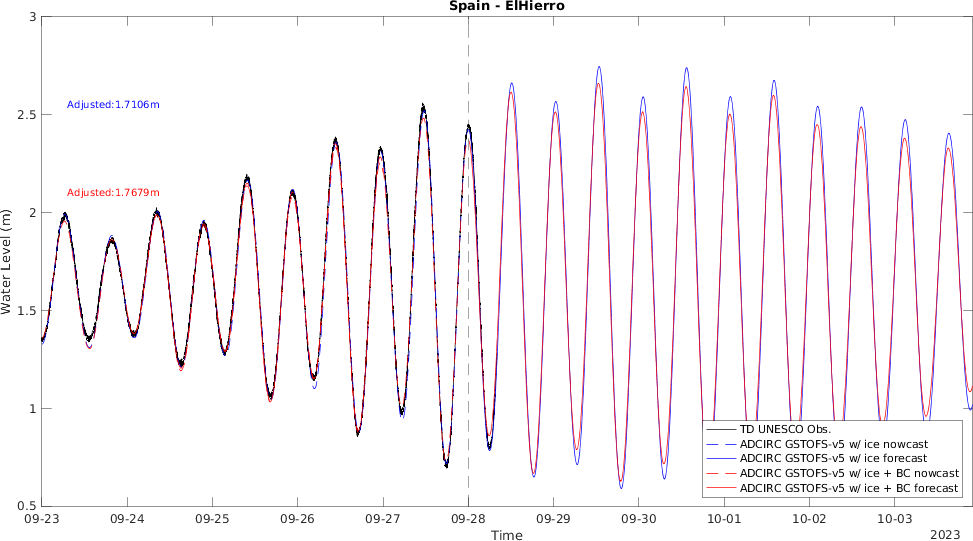 Spain - ElHierro
3
2.5
2
1.5
1
0.5
Water Level (m)
Adjusted:1.7106m
Adjusted:1.7679m
TD UNESCO Obs.
ADCIRC GSTOFS-v5 w/ ice nowcast
ADCIRC GSTOFS-v5 w/ ice forecast
ADCIRC GSTOFS-v5 w/ ice + BC nowcast
ADCIRC GSTOFS-v5 w/ ice + BC forecast
09-23 09-24 09-25 09-26 09-27 09-28 09-29 09-30 10-01 10-02 10-03
Time
2023